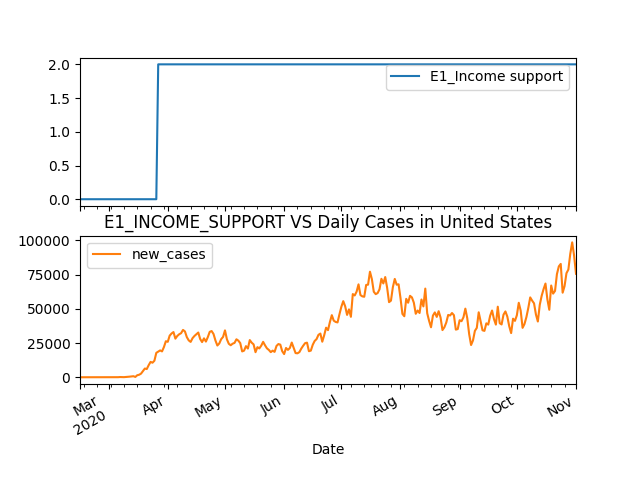 2.0
E1_Income support
1.5
1.0
0.5
0.0
E1_INCOME_SUPPORT VS Daily Cases in United States
100000
new_cases
75000
50000
25000
0
Mar Apr May Jun Jul Aug Sep Oct Nov
2020
Date